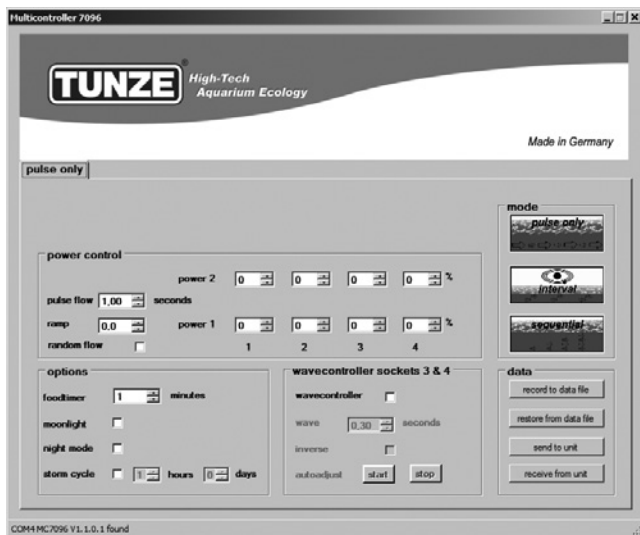 Multicontroller 7096
TUNZE®
High-Tech
Aquarium Ecology
Made in Germany
pulse only
mode
pulse only
interval
sequential
power control
power 2 0 0 0 0 %
pulse flow 1,00 seconds
ramp 0,0 power 1 0 0 0 0 %
random flow 1 2 3 4
options
foodtimer 1 minutes
moonlight
night mode
storm cycle 1 hours 0 days
wavecontroller sockets 3 & 4
wavecontroller
wave 0,30 seconds
inverse
autoadjust start stop
data
record to data file
restore from data file
send to unit
receive from unit
COM4 MC7096 V1.1.0.1 found